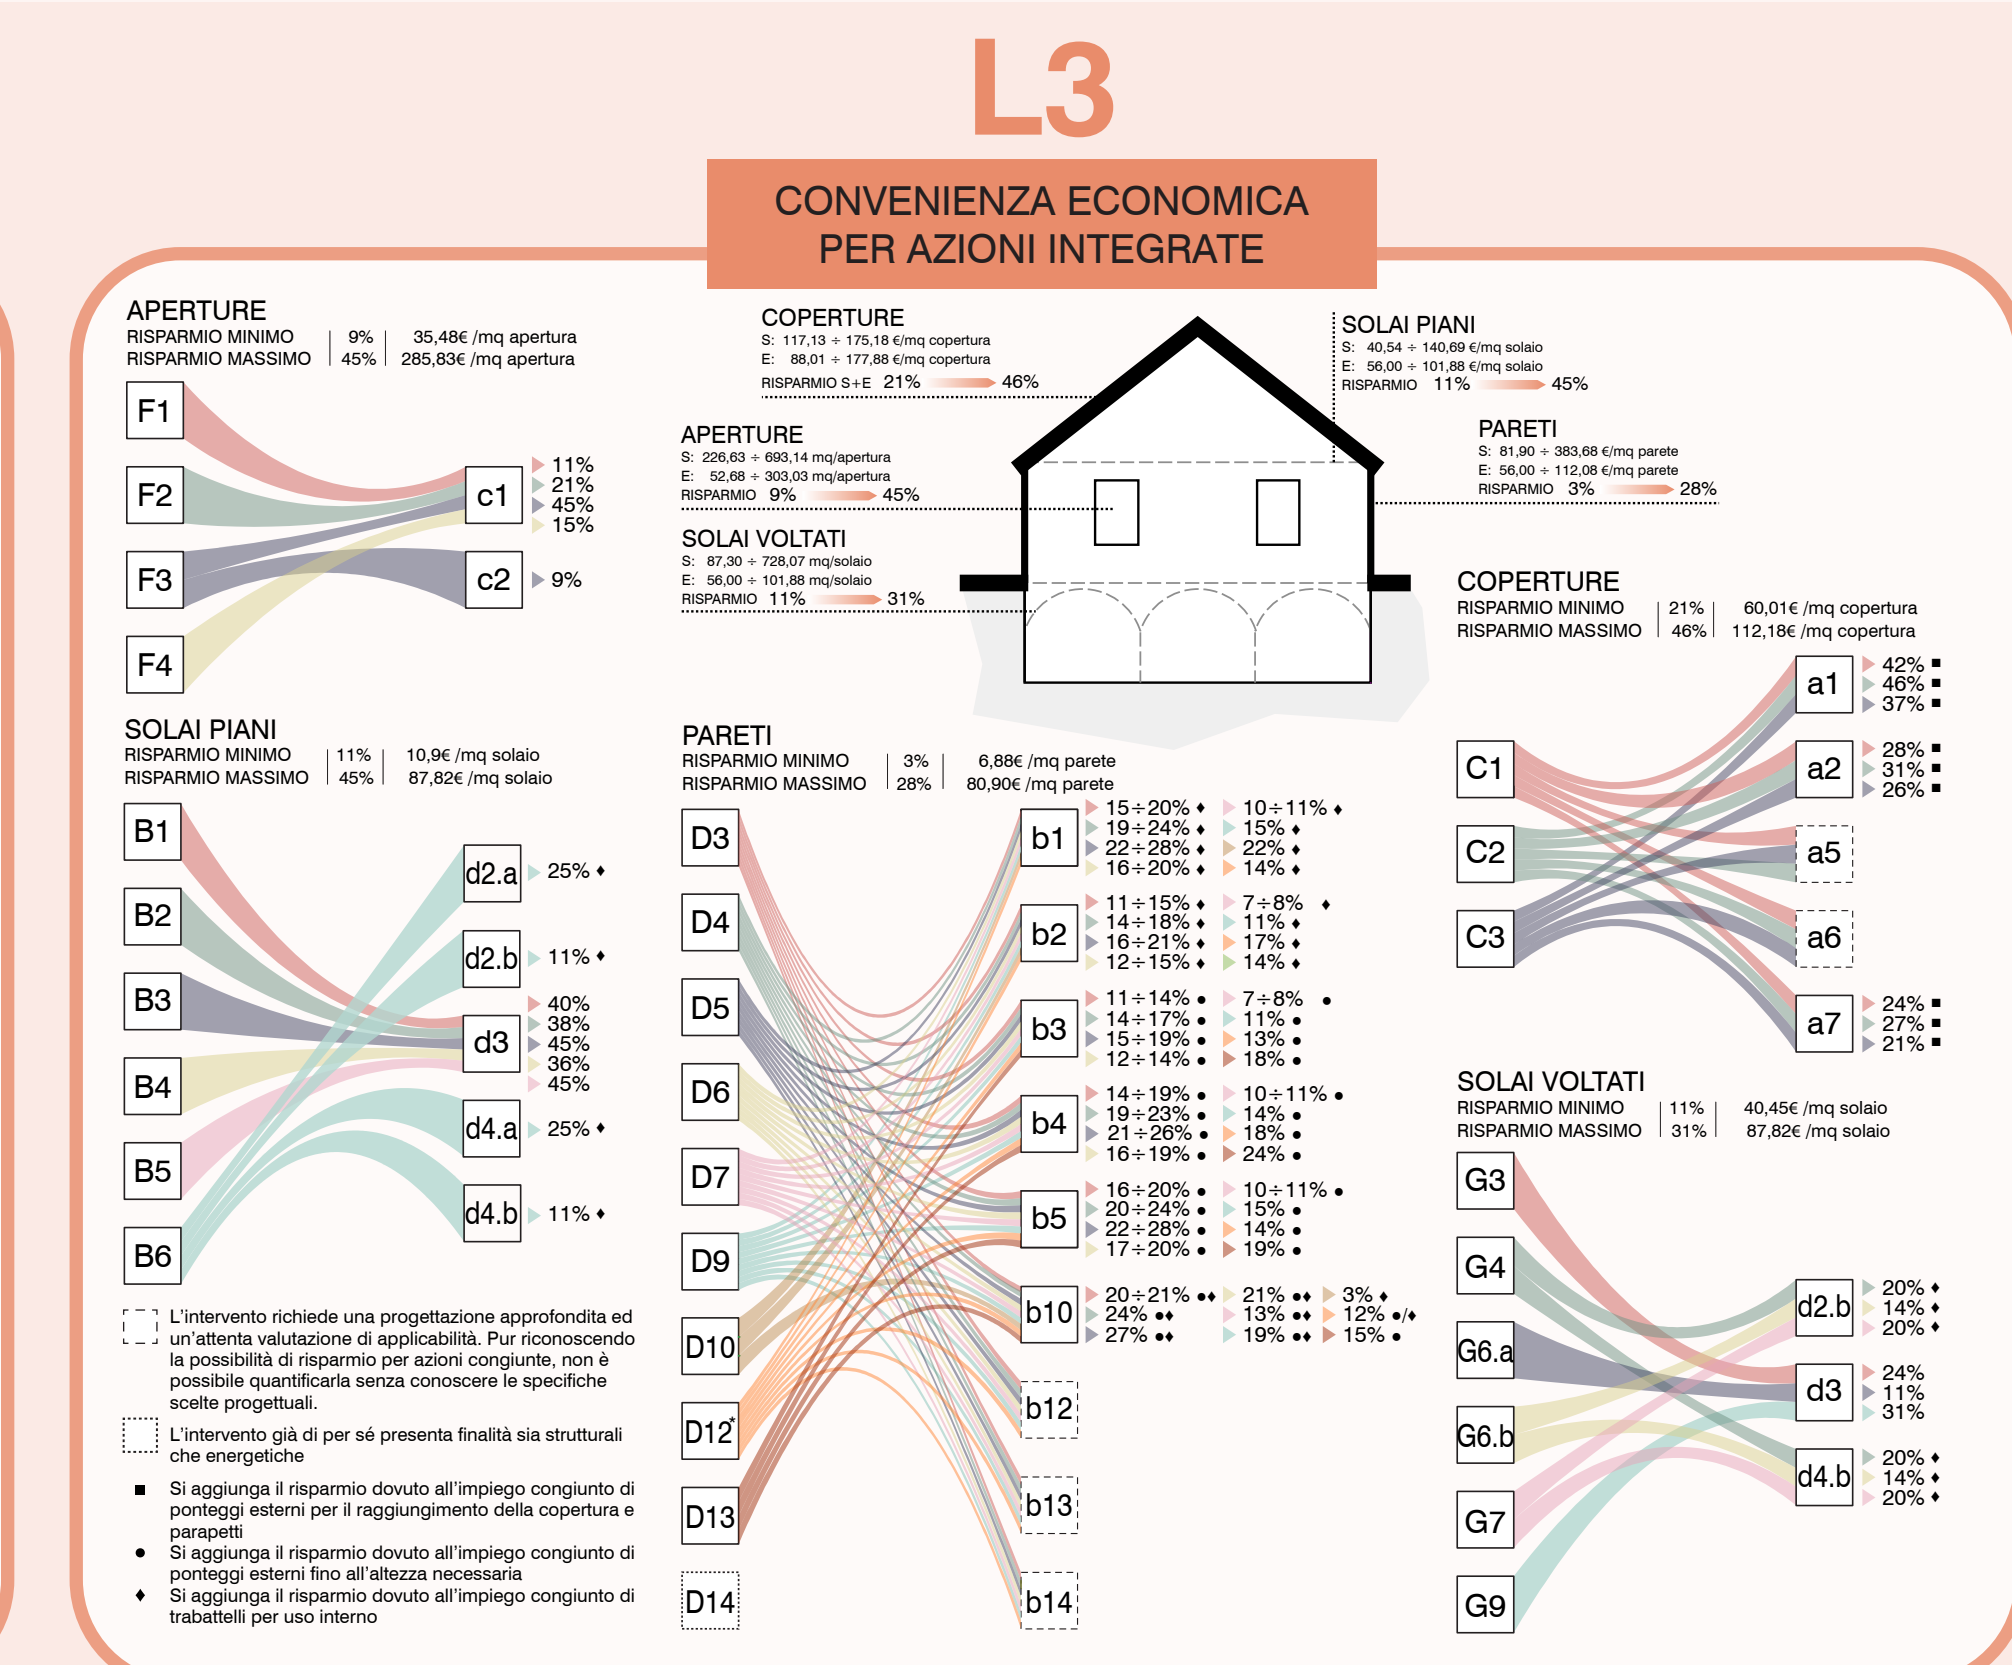 L3
CONVENIENZA ECONOMICA
PER AZIONI INTEGRATE
APERTURE
RISPARMIO MINIMO 9% 35,48€ /mq apertura
RISPARMIO MASSIMO 45% 285,83€ /mq apertura
F1
F2
F3
F4
c1
11%
21%
45%
15%
c2
9%
COPERTURE
S: 117,13 ÷ 175,18 €/mq copertura
E: 88,01 ÷ 177,88 €/mq copertura
RISPARMIO S+E 21% 46%
APERTURE
S: 226,63 ÷ 693,14 mq/apertura
E: 52,68 ÷ 303,03 mq/apertura
RISPARMIO 9% 45%
SOLAI VOLTATI
S: 87,30 ÷ 728,07 mq/solaio
E: 56,00 ÷ 101,88 mq/solaio
RISPARMIO 11% 31%
SOLAI PIANI
S: 40,54 ÷ 140,69 €/mq solaio
E: 56,00 ÷ 101,88 €/mq solaio
RISPARMIO 11% 45%
PARETI
S: 81,90 ÷ 383,68 €/mq parete
E: 56,00 ÷ 112,08 €/mq parete
RISPARMIO 3% 28%
COPERTURE
RISPARMIO MINIMO 21% 60,01€ /mq copertura
RISPARMIO MASSIMO 46% 112,18€ /mq copertura
C1
C2
C3
a1
42% ■
46% ■
37% ■
a2
28% ■
31% ■
26% ■
a5
a6
a7
24% ■
27% ■
21% ■
SOLAI PIANI
RISPARMIO MINIMO 11% 10,9€ /mq solaio
RISPARMIO MASSIMO 45% 87,82€ /mq solaio
B1
B2
B3
B4
B5
B6
d2.a
25% ♦
d2.b
11% ♦
d3
40%
38%
45%
36%
45%
d4.a
25% ♦
d4.b
11% ♦
L'intervento richiede una progettazione approfondita ed
un'attenta valutazione di applicabilità. Pur riconoscendo
la possibilità di risparmio per azioni congiunte, non è
possibile quantificarla senza conoscere le specifiche
scelte progettuali.
L'intervento già di per sé presenta finalità sia strutturali
che energetiche
■ Si aggiunga il risparmio dovuto all'impiego congiunto di
ponteggi esterni per il raggiungimento della copertura e
parapetti
● Si aggiunga il risparmio dovuto all'impiego congiunto di
ponteggi esterni fino all'altezza necessaria
♦ Si aggiunga il risparmio dovuto all'impiego congiunto di
trabattelli per uso interno
PARETI
RISPARMIO MINIMO 3% 6,88€ /mq parete
RISPARMIO MASSIMO 28% 80,90€ /mq parete
D3
D4
D5
D6
D7
D9
D10
D12*
D13
D14
b1
15÷20% ♦ 10÷11% ♦
19÷24% ♦ 15% ♦
22÷28% ♦ 22% ♦
16÷20% ♦ 14% ♦
b2
11÷15% ♦ 7÷8% ♦
14÷18% ♦ 11% ♦
16÷21% ♦ 17% ♦
12÷15% ♦ 14% ♦
b3
11÷14% ● 7÷8% ●
14÷17% ● 11% ●
15÷19% ● 13% ●
12÷14% ● 18% ●
b4
14÷19% ● 10÷11% ●
19÷23% ● 14% ●
21÷26% ● 18% ●
16÷19% ● 24% ●
b5
16÷20% ● 10÷11% ●
20÷24% ● 15% ●
22÷28% ● 14% ●
17÷20% ● 19% ●
b10
20÷21% ●♦ 21% ●♦ 3% ♦
24% ●♦ 13% ●♦ 12% ●/♦
27% ●♦ 19% ●♦ 15% ●
b12
b13
b14
SOLAI VOLTATI
RISPARMIO MINIMO 11% 40,45€ /mq solaio
RISPARMIO MASSIMO 31% 87,82€ /mq solaio
G3
G4
G6.a
G6.b
G7
G9
d2.b
20% ♦
14% ♦
20% ♦
d3
24%
11%
31%
d4.b
20% ♦
14% ♦
20% ♦